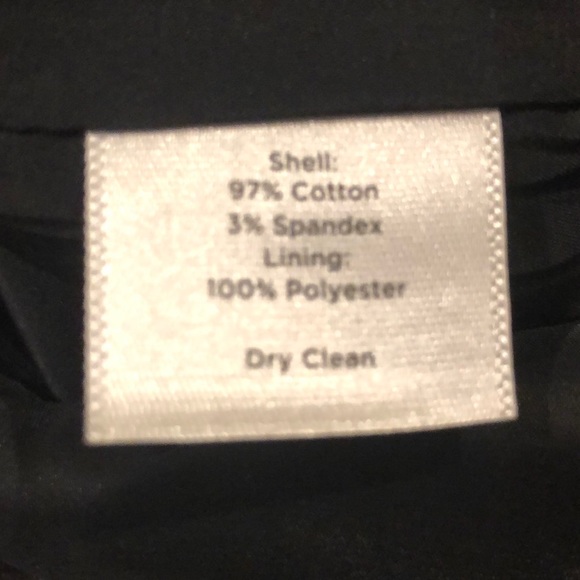 Shell:
97% Cotton
3% Spandex
Lining:
100% Polyester
Dry Clean